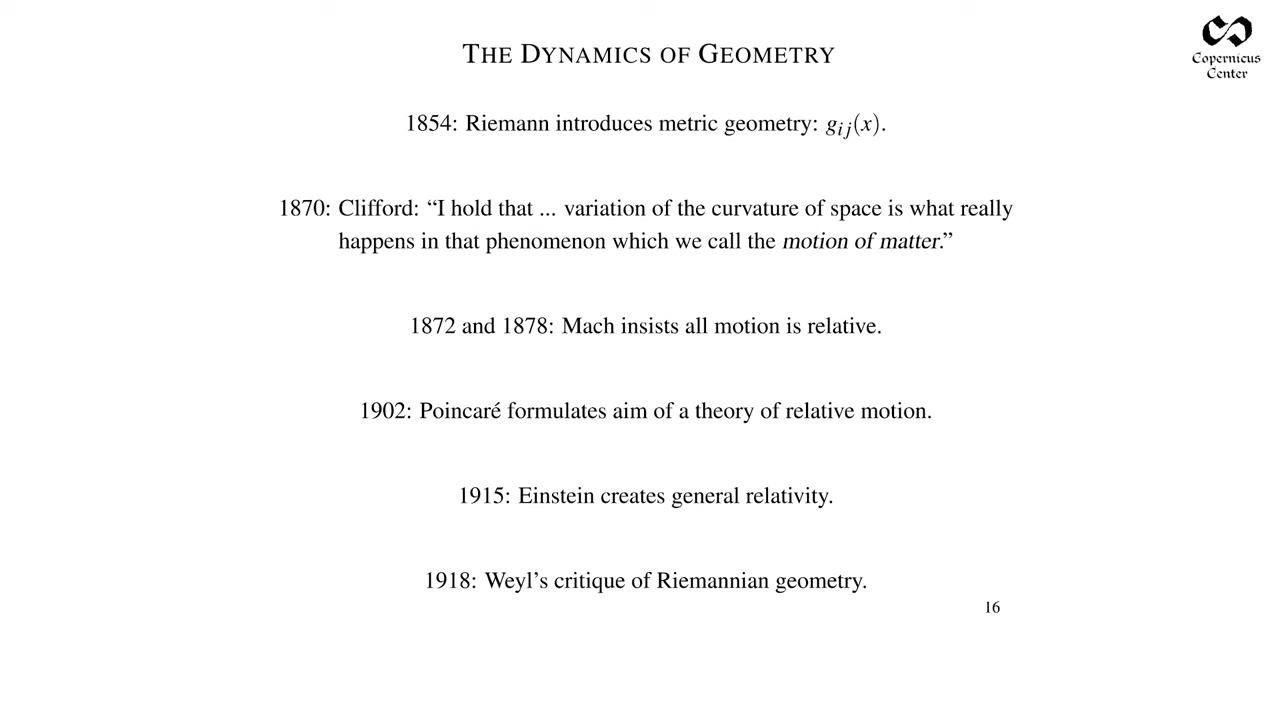 THE DYNAMICS OF GEOMETRY
Copernicus
Center
1854: Riemann introduces metric geometry: g_{ij}(x).
1870: Clifford: “I hold that ... variation of the curvature of space is what really
happens in that phenomenon which we call the motion of matter.”
1872 and 1878: Mach insists all motion is relative.
1902: Poincaré formulates aim of a theory of relative motion.
1915: Einstein creates general relativity.
1918: Weyl’s critique of Riemannian geometry.
16